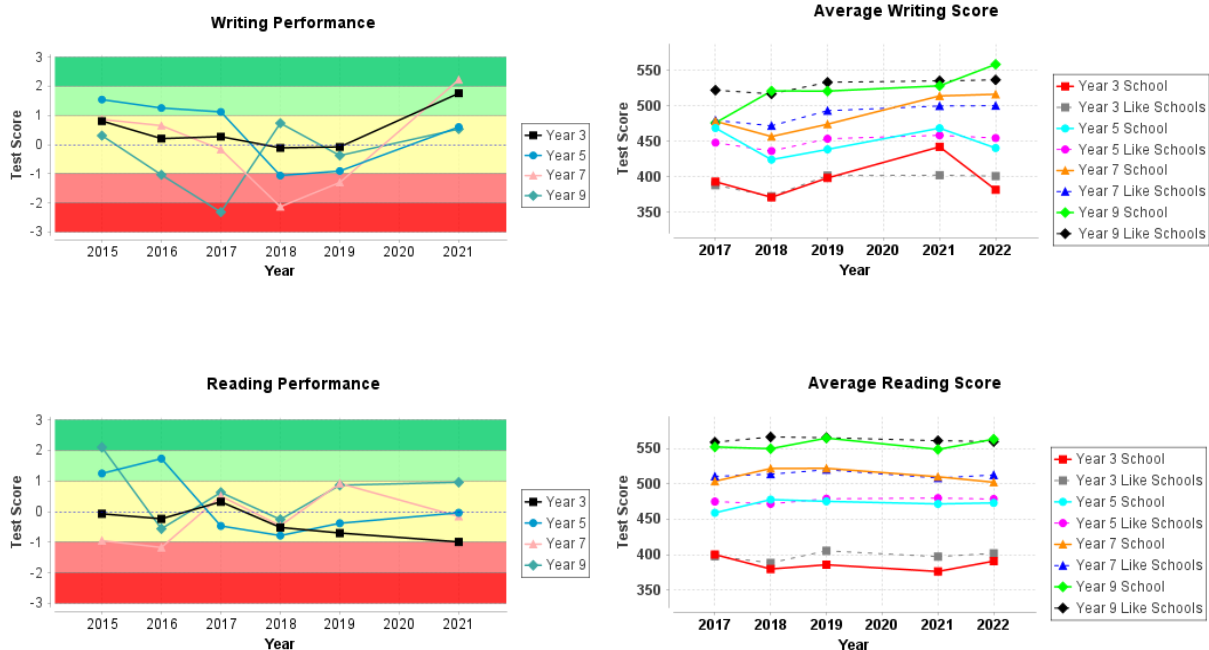 Writing Performance
3
2
1
0
-1
-2
-3
Test Score
2015 2016 2017 2018 2019 2020 2021
Year
Year 3
Year 5
Year 7
Year 9
Average Writing Score
550
500
450
400
350
Test Score
2017 2018 2019 2020 2021 2022
Year
Year 3 School
Year 3 Like Schools
Year 5 School
Year 5 Like Schools
Year 7 School
Year 7 Like Schools
Year 9 School
Year 9 Like Schools
Reading Performance
3
2
1
0
-1
-2
-3
Test Score
2015 2016 2017 2018 2019 2020 2021
Year
Year 3
Year 5
Year 7
Year 9
Average Reading Score
550
500
450
400
350
Test Score
2017 2018 2019 2020 2021 2022
Year
Year 3 School
Year 3 Like Schools
Year 5 School
Year 5 Like Schools
Year 7 School
Year 7 Like Schools
Year 9 School
Year 9 Like Schools